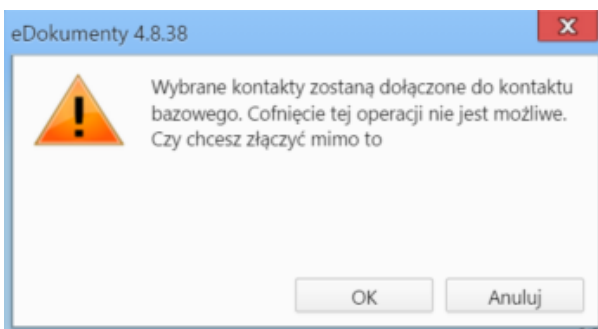 eDokumenty 4.8.38
Wybrane kontakty zostaną dołączone do kontaktu
bazowego. Cofnięcie tej operacji nie jest możliwe.
Czy chcesz złączyć mimo to
OK
Anuluj